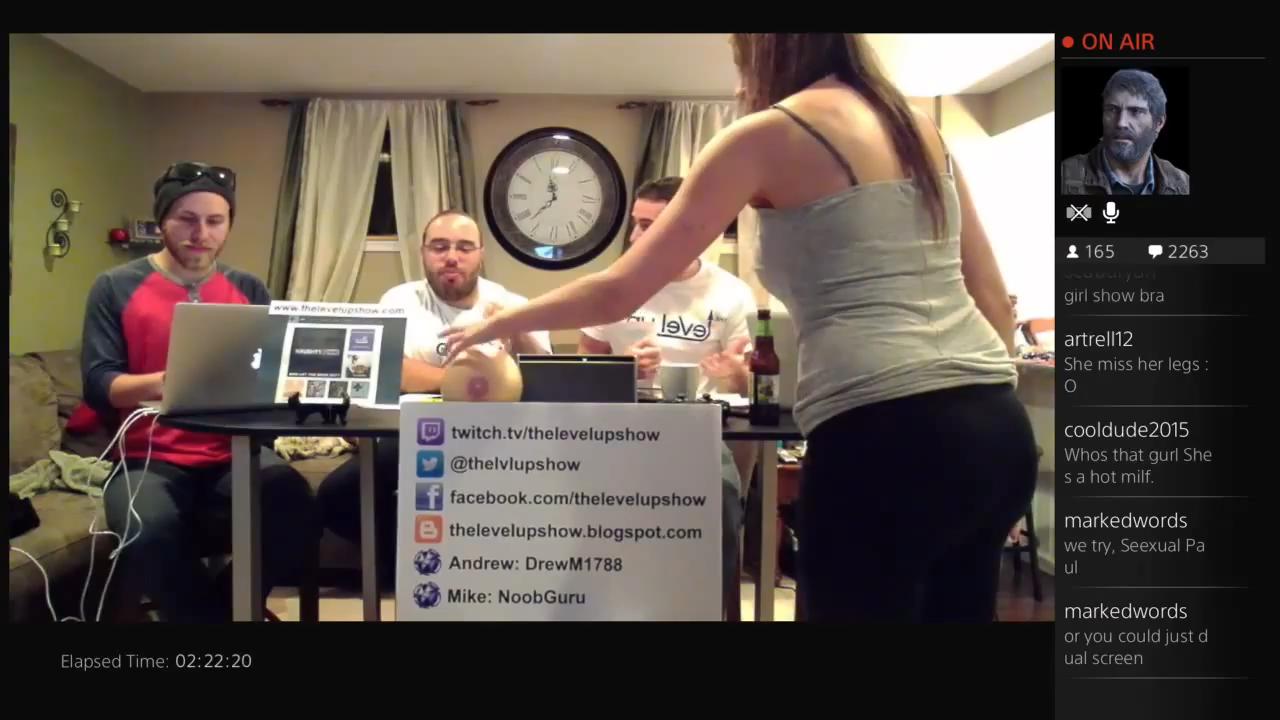 ON AIR
165 2263
girl show bra
artrell12
She miss her legs :
O
cooldude2015
Whos that gurl She
s a hot milf.
markedwords
we try, Seexual Pa
ul
markedwords
or you could just d
ual screen
www.thelevelupshow.com
level
twitch.tv/thelevelupshow
@thelvlupshow
facebook.com/thelevelupshow
thelevelupshow.blogspot.com
Andrew: DrewM1788
Mike: NoobGuru
Elapsed Time: 02:22:20